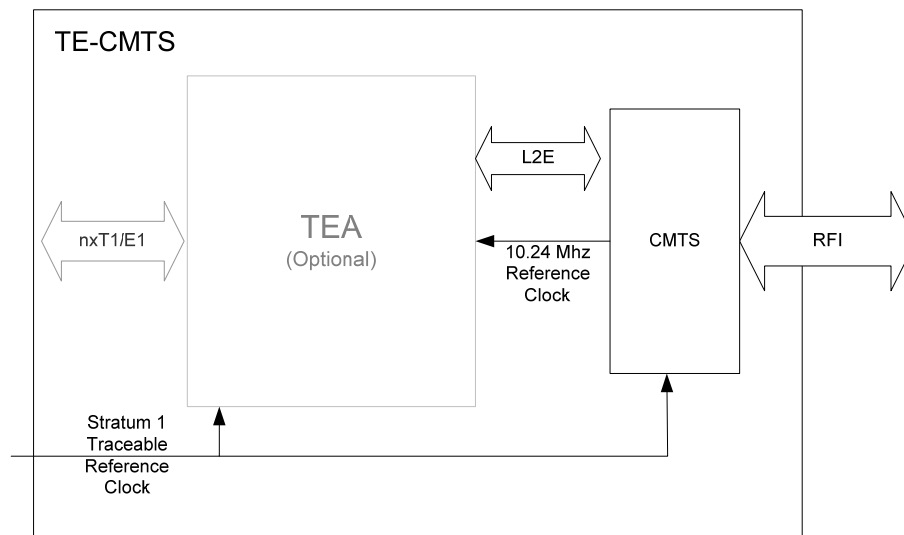 TE-CMTS
L2E
nxT1/E1
TEA
(Optional)
10.24 Mhz
Reference
Clock
CMTS
RFI
Stratum 1
Traceable
Reference
Clock